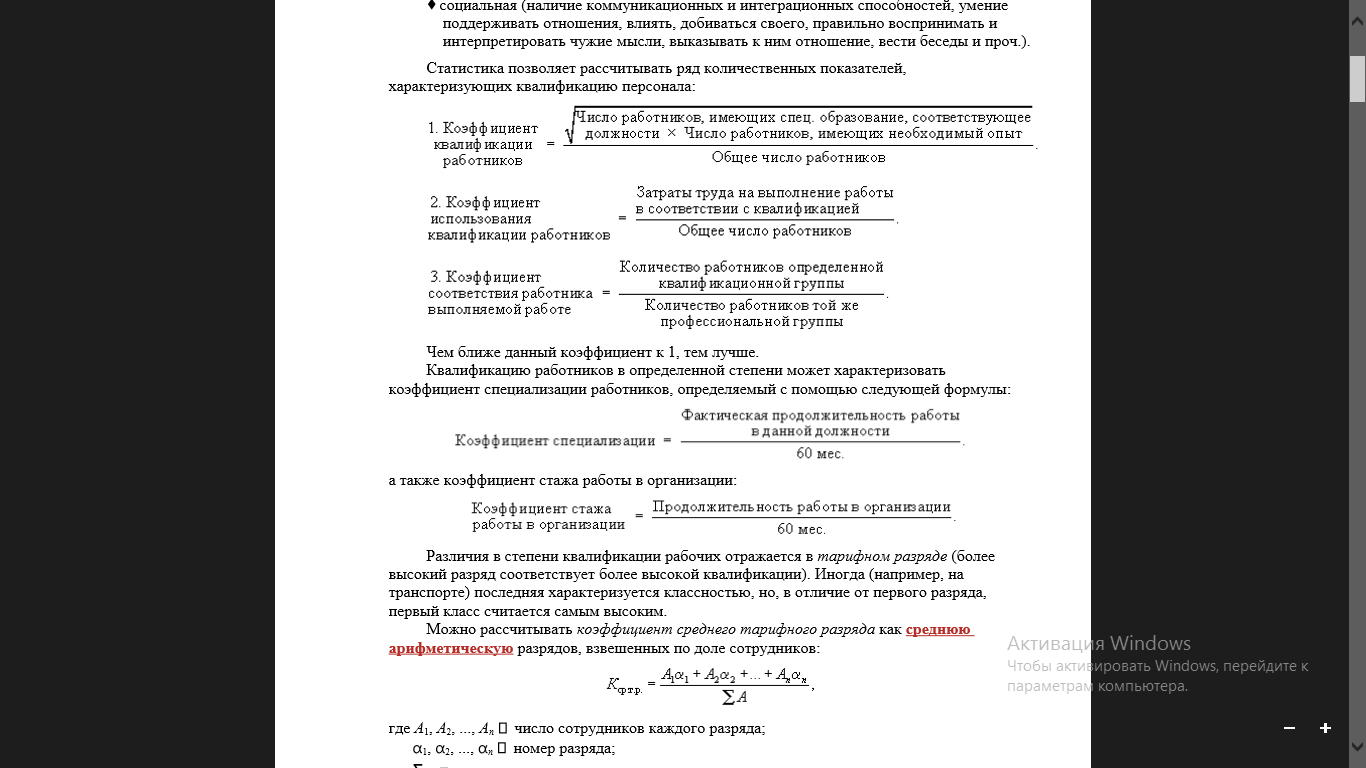 ♦ социальная (наличие коммуникационных и интеграционных способностей, умение
поддерживать отношения, влиять, добиваться своего, правильно воспринимать и
интерпретировать чужие мысли, выказывать к ним отношение, вести беседы и проч.).
Статистика позволяет рассчитывать ряд количественных показателей,
характеризующих квалификацию персонала:
1. Коэффициент
квалификации
работников
=
√ Число работников, имеющих спец. образование, соответствующее
должности × Число работников, имеющих необходимый опыт
Общее число работников
.
2. Коэффициент
использования
квалификации работников
=
Затраты труда на выполнение работы
в соответствии с квалификацией
Общее число работников
.
3. Коэффициент
соответствия работника
выполняемой работе
=
Количество работников определенной
квалификационной группы
Количество работников той же
профессиональной группы
.
Чем ближе данный коэффициент к 1, тем лучше.
Квалификацию работников в определенной степени может характеризовать
коэффициент специализации работников, определяемый с помощью следующей формулы:
Коэффициент специализации =
Фактическая продолжительность работы
в данной должности
60 мес.
.
а также коэффициент стажа работы в организации:
Коэффициент стажа
работы в организации
=
Продолжительность работы в организации
60 мес.
.
Различия в степени квалификации рабочих отражается в тарифном разряде (более
высокий разряд соответствует более высокой квалификации). Иногда (например, на
транспорте) последняя характеризуется классностью, но, в отличие от первого разряда,
первый класс считается самым высоким.
Можно рассчитывать коэффициент среднего тарифного разряда как среднюю
арифметическую разрядов, взвешенных по доле сотрудников:
Kср.т.р. =
A₁α₁ + A₂α₂ +... + Aₙαₙ
∑A
,
где A₁, A₂, ..., Aₙ  число сотрудников каждого разряда;
α₁, α₂, ..., αₙ  номер разряда;
Активация Windows
Чтобы активировать Windows, перейдите к
параметрам компьютера.